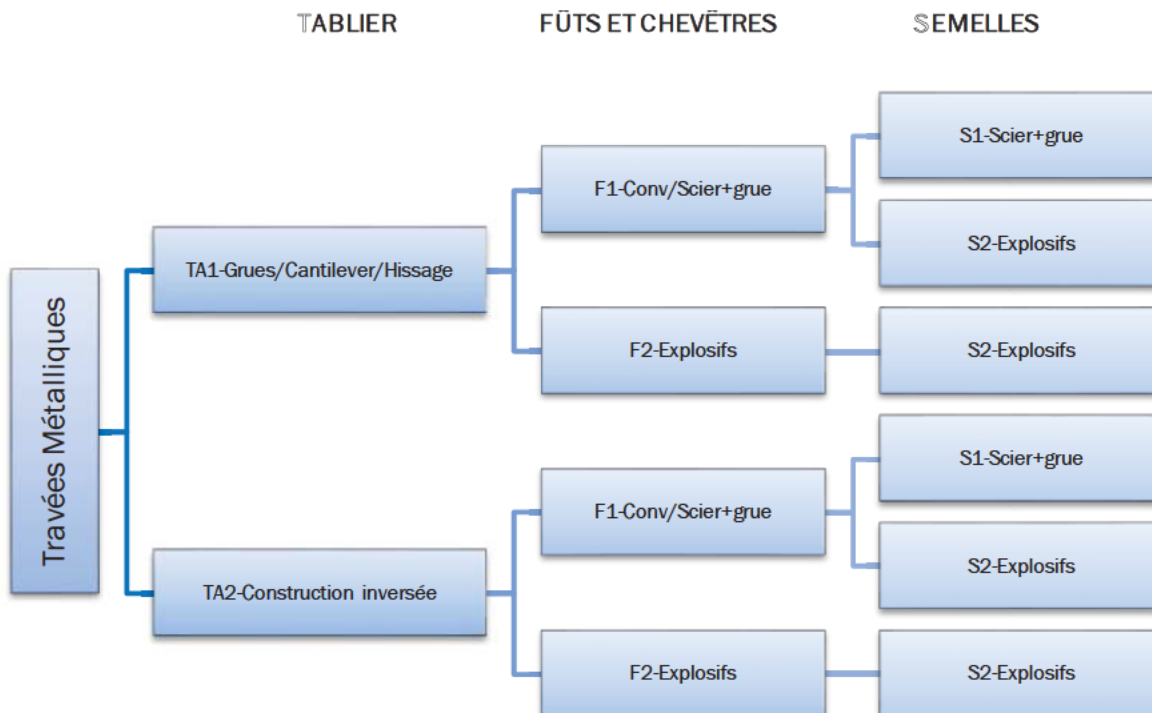 TABLIER
FÛTS ET CHEVÊTRES
SEMELLES
Travées Métalliques
TA1-Grues/Cantilever/Hissage
F1-Conv/Scier+grue
S1-Scier+grue
S2-Explosifs
F2-Explosifs
S2-Explosifs
TA2-Construction inversée
F1-Conv/Scier+grue
S1-Scier+grue
S2-Explosifs
F2-Explosifs
S2-Explosifs